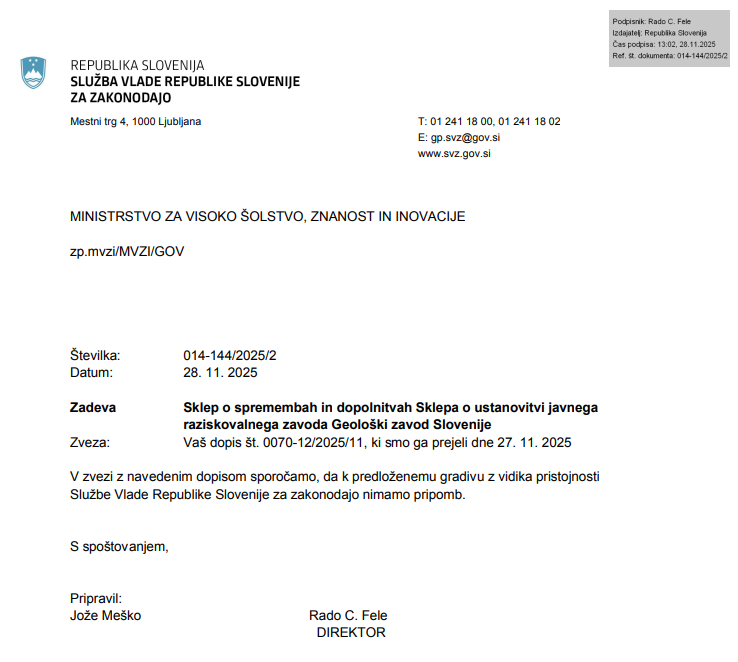 Podpisnik: Rado C. Fele
Izdajatelj: Republika Slovenija
Čas podpisa: 13:02, 28.11.2025
Ref. št. dokumenta: 014-144/2025/2
REPUBLIKA SLOVENIJA
SLUŽBA VLADE REPUBLIKE SLOVENIJE
ZA ZAKONODAJO
Mestni trg 4, 1000 Ljubljana
T: 01 241 18 00, 01 241 18 02
E: gp.svz@gov.si
www.svz.gov.si
MINISTRSTVO ZA VISOKO ŠOLSTVO, ZNANOST IN INOVACIJE
zp.mvzi/MVZI/GOV
Številka: 014-144/2025/2
Datum: 28. 11. 2025
Zadeva Sklep o spremembah in dopolnitvah Sklepa o ustanovitvi javnega
raziskovalnega zavoda Geološki zavod Slovenije
Zveza: Vaš dopis št. 0070-12/2025/11, ki smo ga prejeli dne 27. 11. 2025
V zvezi z navedenim dopisom sporočamo, da k predloženemu gradivu z vidika pristojnosti
Službe Vlade Republike Slovenije za zakonodajo nimamo pripomb.
S spoštovanjem,
Pripravil:
Jože Meško Rado C. Fele
DIREKTOR